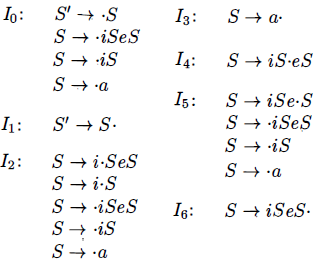 I₀: S′ → ·S
S → ·iSeS
S → ·iS
S → ·a
I₁: S′ → S·
I₂: S → i·SeS
S → i·S
S → ·iSeS
S → ·iS
S → ·a
I₃: S → a·
I₄: S → iS·eS
I₅: S → iSe·S
S → ·iSeS
S → ·iS
S → ·a
I₆: S → iSeS·